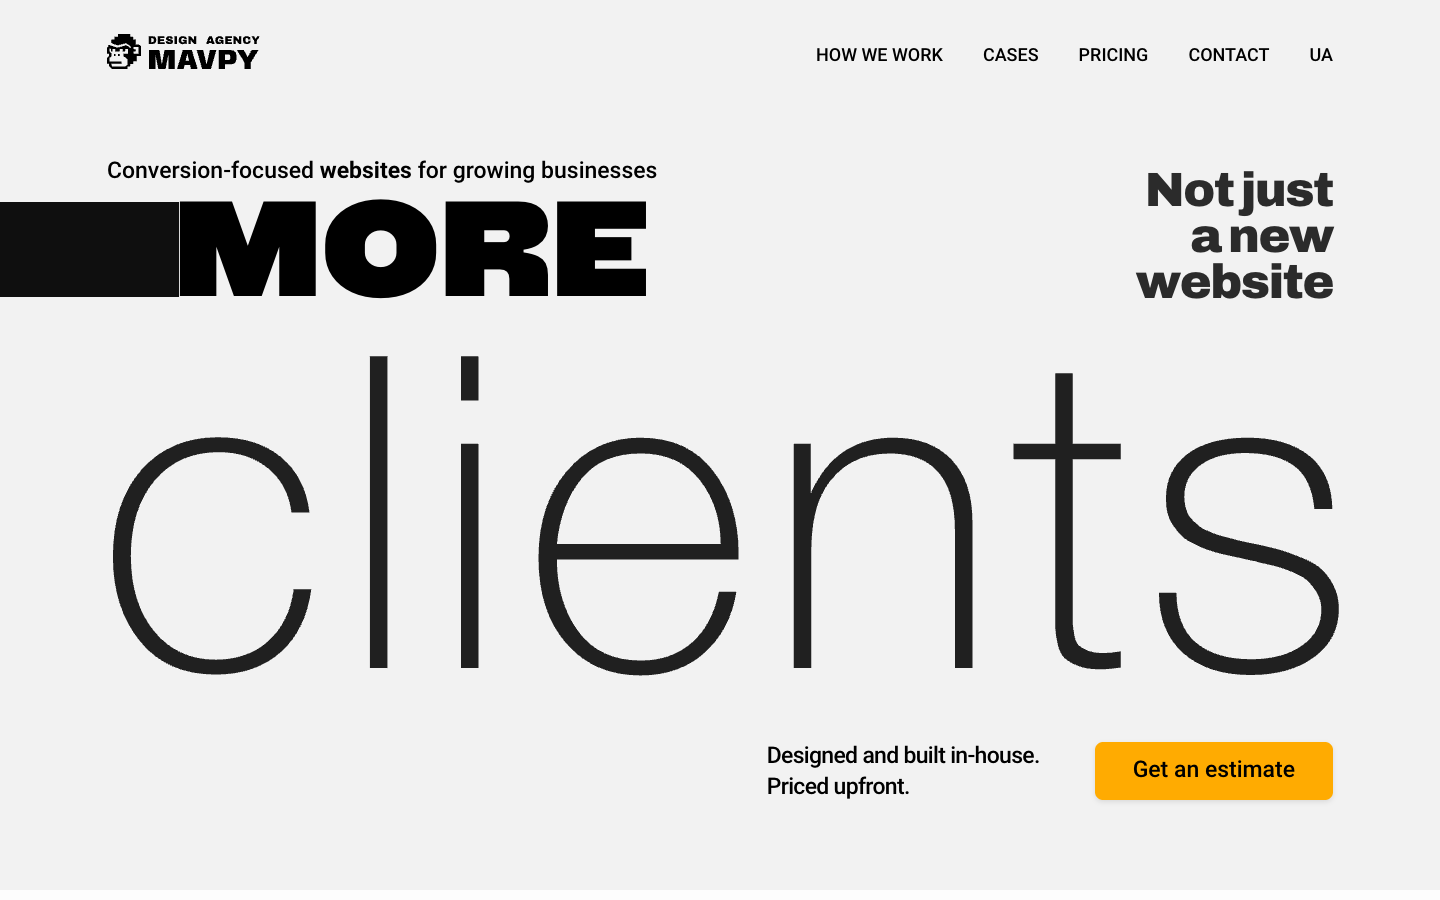 DESIGN AGENCY
MAVPY
HOW WE WORK
CASES
PRICING
CONTACT
UA
Conversion-focused websites for growing businesses
MORE
Not just
a new
website
clients
Designed and built in-house.
Priced upfront.
Get an estimate